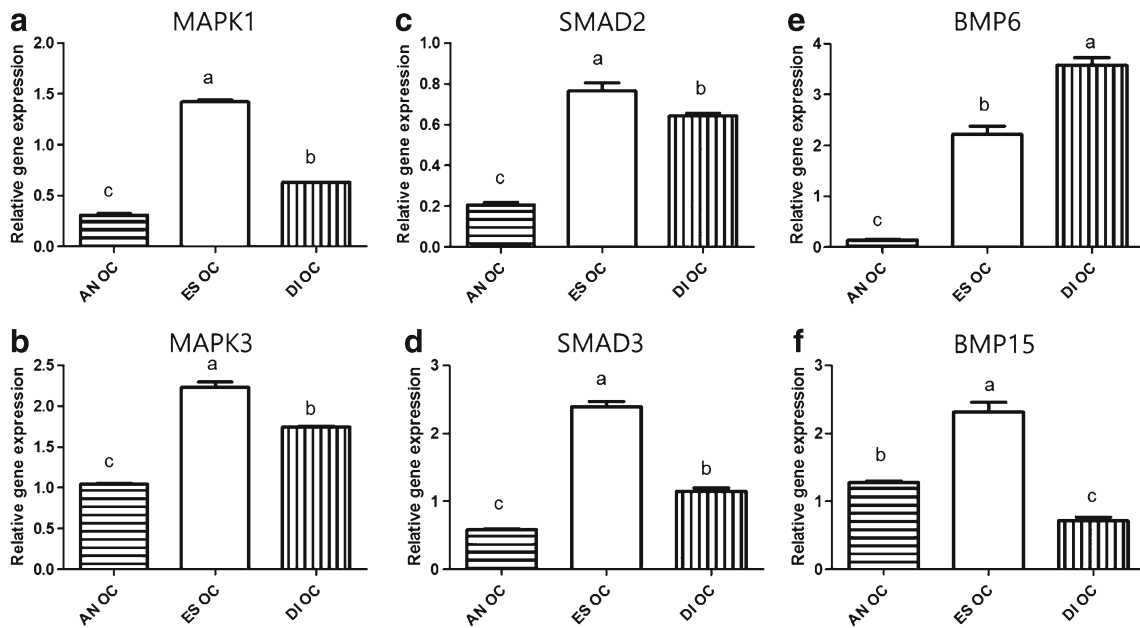 a MAPK1
Relative gene expression
2.0
1.5
1.0
0.5
0.0
c
a
b
AN OC
ES OC
DI OC
c SMAD2
Relative gene expression
1.0
0.8
0.6
0.4
0.2
0.0
c
a
b
AN OC
ES OC
DI OC
e BMP6
Relative gene expression
4
3
2
1
0
c
b
a
AN OC
ES OC
DI OC
b MAPK3
Relative gene expression
2.5
2.0
1.5
1.0
0.5
0.0
c
a
b
AN OC
ES OC
DI OC
d SMAD3
Relative gene expression
3
2
1
0
c
a
b
AN OC
ES OC
DI OC
f BMP15
Relative gene expression
3
2
1
0
b
a
c
AN OC
ES OC
DI OC